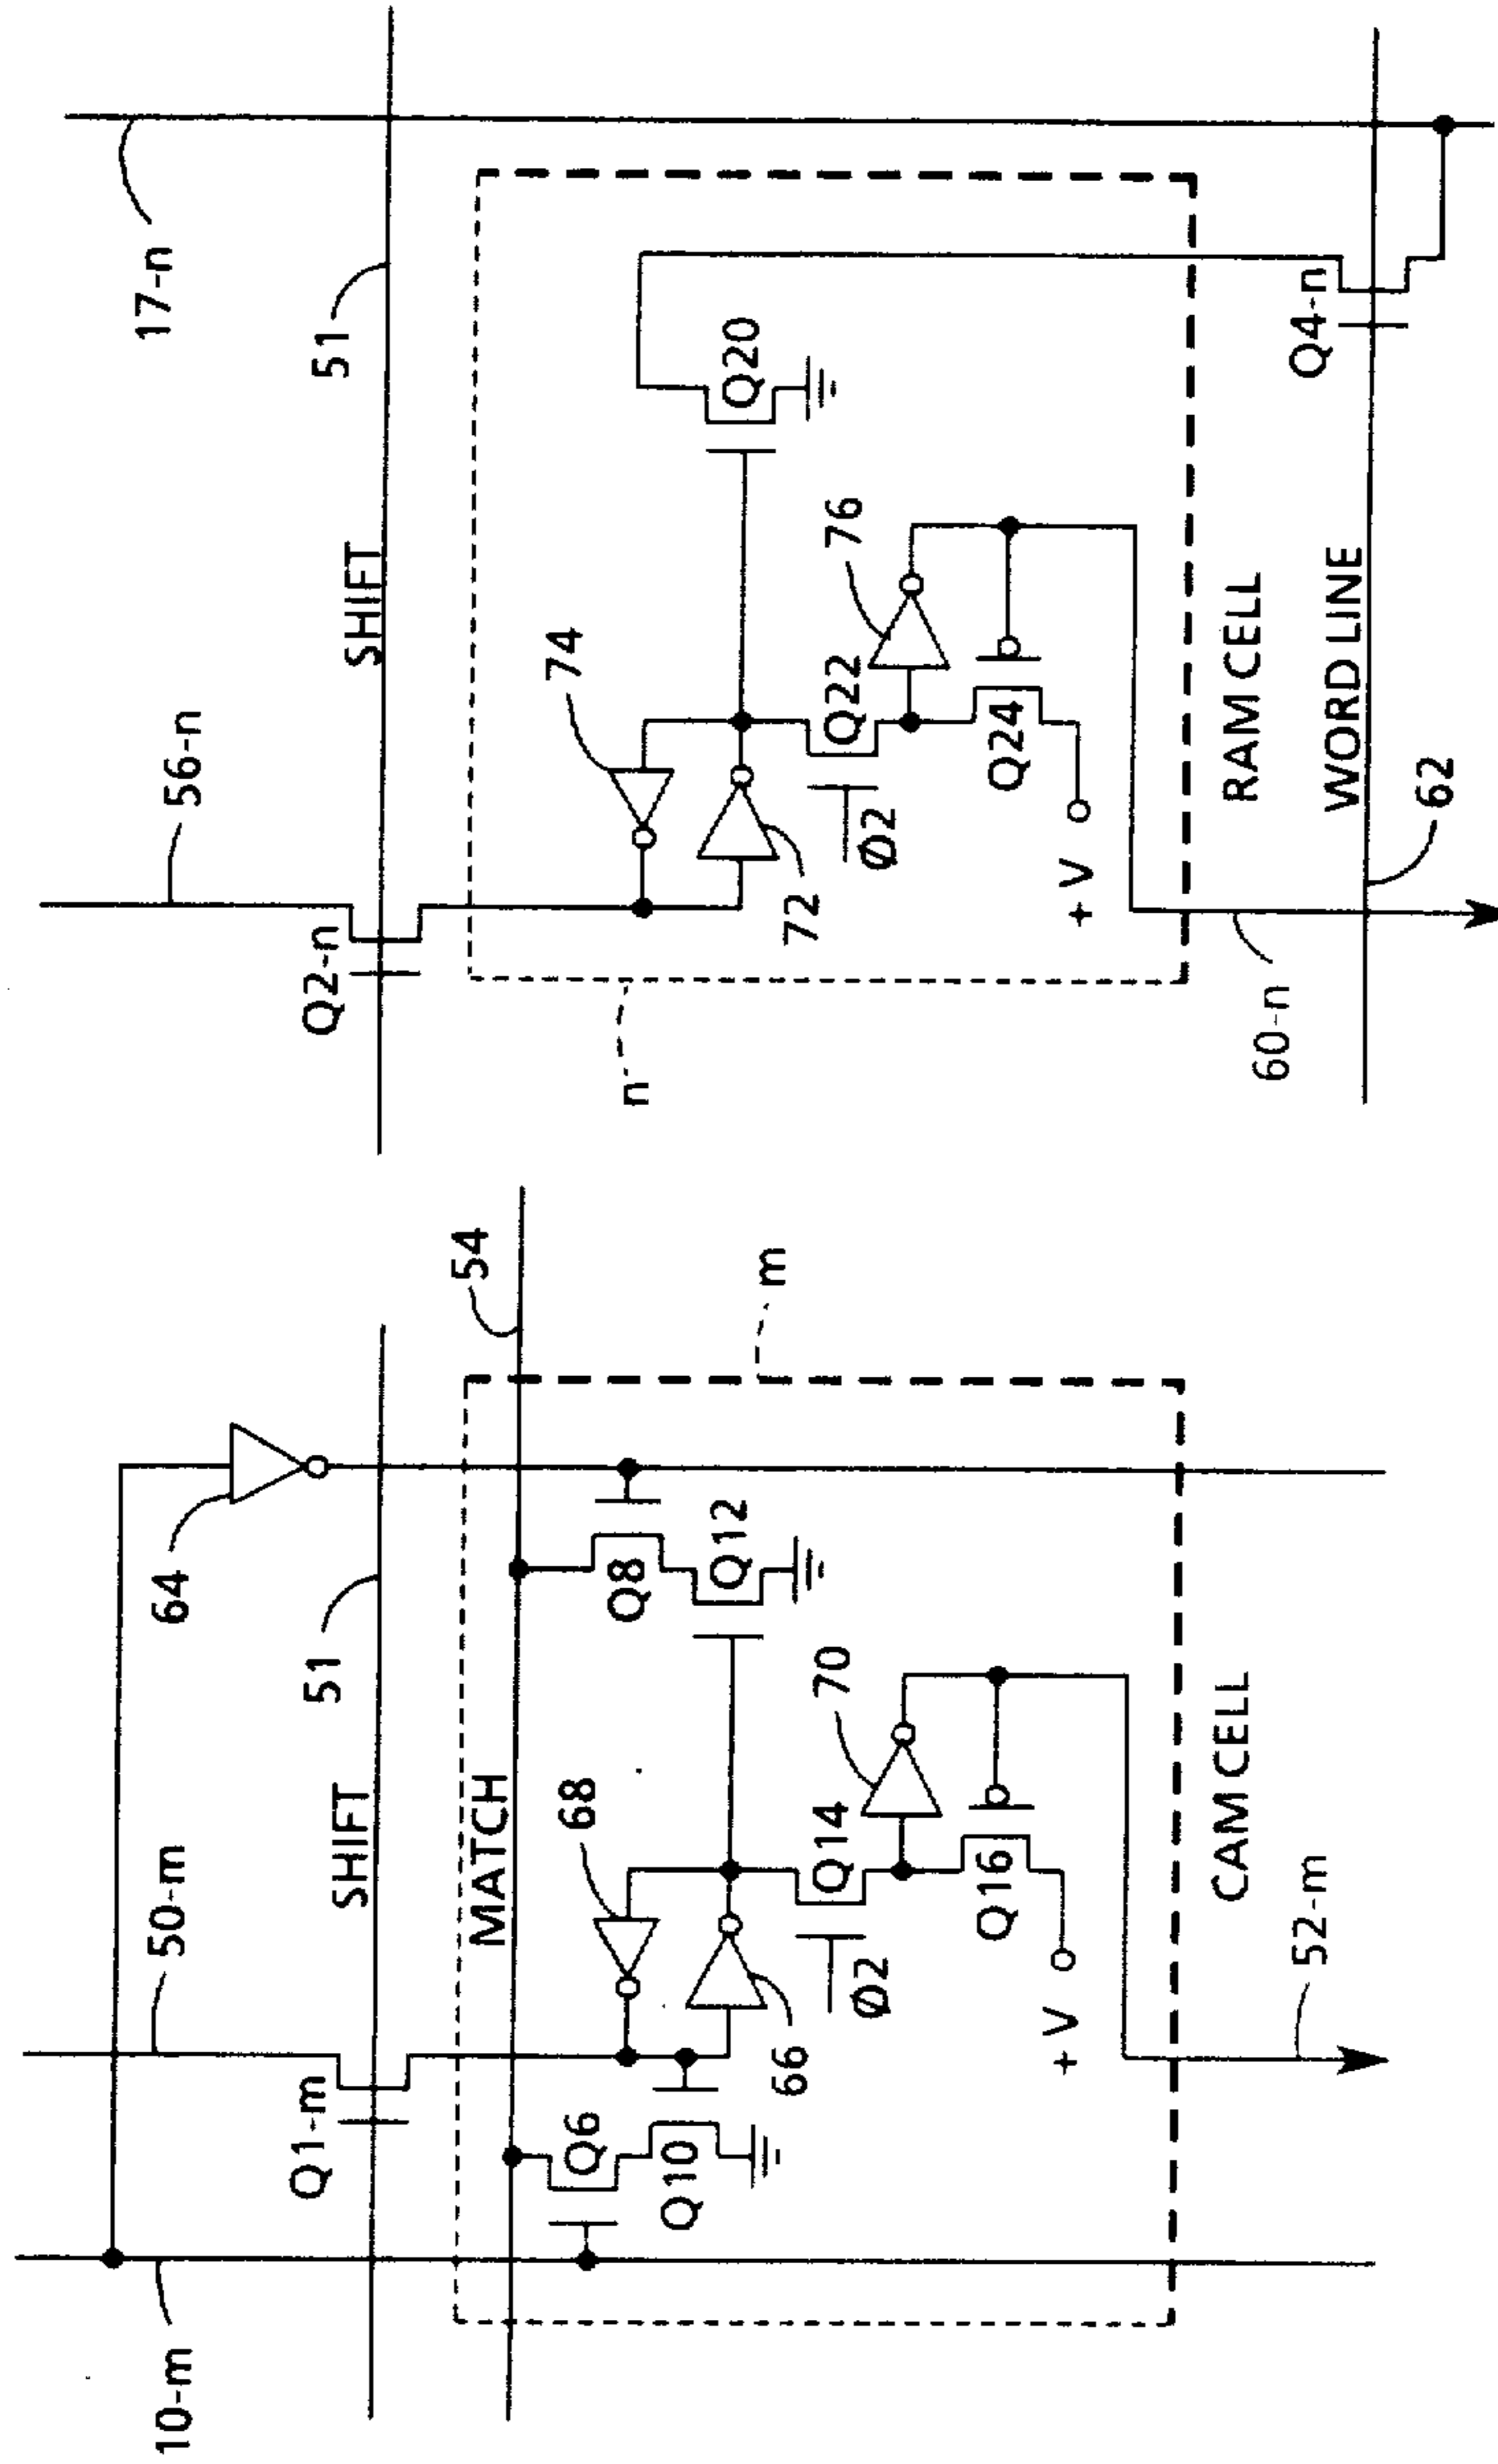 10-m
50-m
64
51
SHIFT
Q1-m
MATCH
54
Q6
Q10
68
66
Q8
Q12
m
Q14
Ø2
70
Q16
+ V
CAM CELL
52-m
56-n
17-n
51
SHIFT
Q2-n
n
74
72
Q20
Q22
Ø2
76
Q24
+ V
RAM CELL
60-n
WORD LINE
Q4-n
62